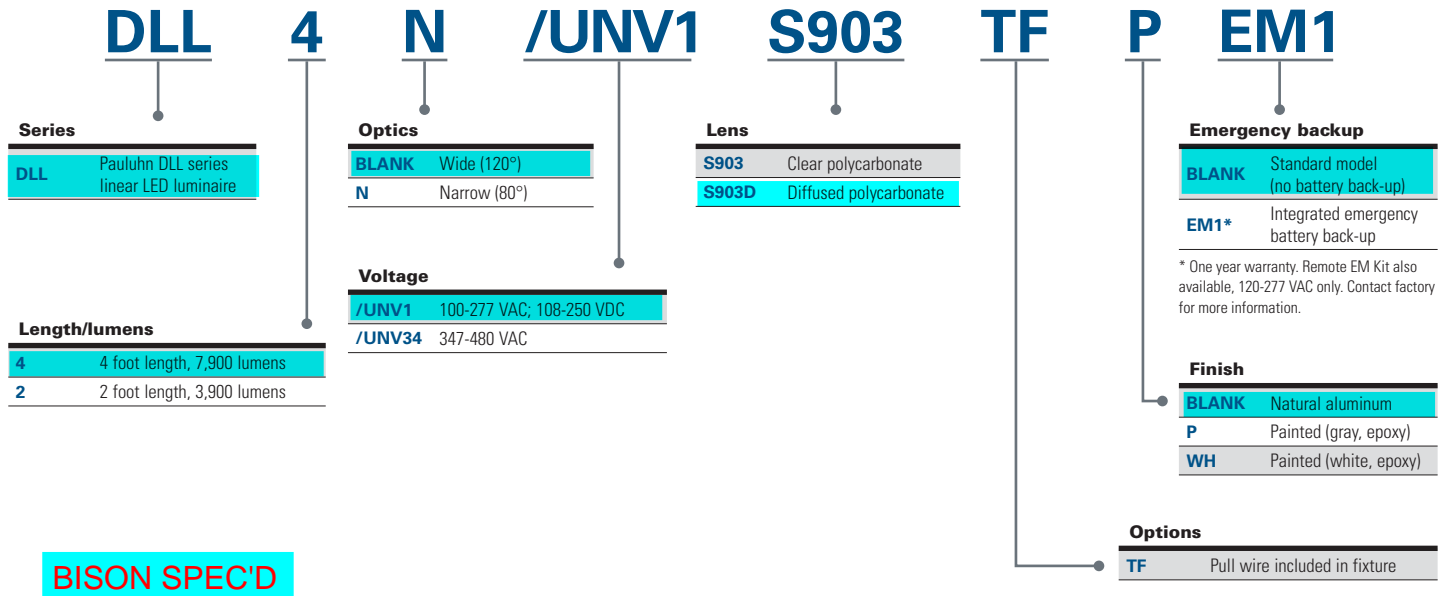 DLL 4 N /UNV1 S903 TF P EM1
Series
DLL Pauluhn DLL series
linear LED luminaire
Length/lumens
4 4 foot length, 7,900 lumens
2 2 foot length, 3,900 lumens
Optics
BLANK Wide (120°)
N Narrow (80°)
Voltage
/UNV1 100-277 VAC; 108-250 VDC
/UNV34 347-480 VAC
Lens
S903 Clear polycarbonate
S903D Diffused polycarbonate
Emergency backup
BLANK Standard model
(no battery back-up)
EM1* Integrated emergency
battery back-up
* One year warranty. Remote EM Kit also
available, 120-277 VAC only. Contact factory
for more information.
Finish
BLANK Natural aluminum
P Painted (gray, epoxy)
WH Painted (white, epoxy)
Options
TF Pull wire included in fixture
BISON SPEC'D